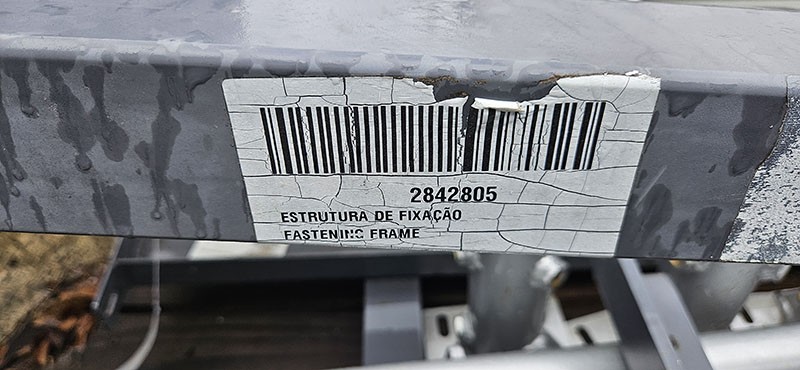 2842805
ESTRUTURA DE FIXAÇÃO
FASTENING FRAME